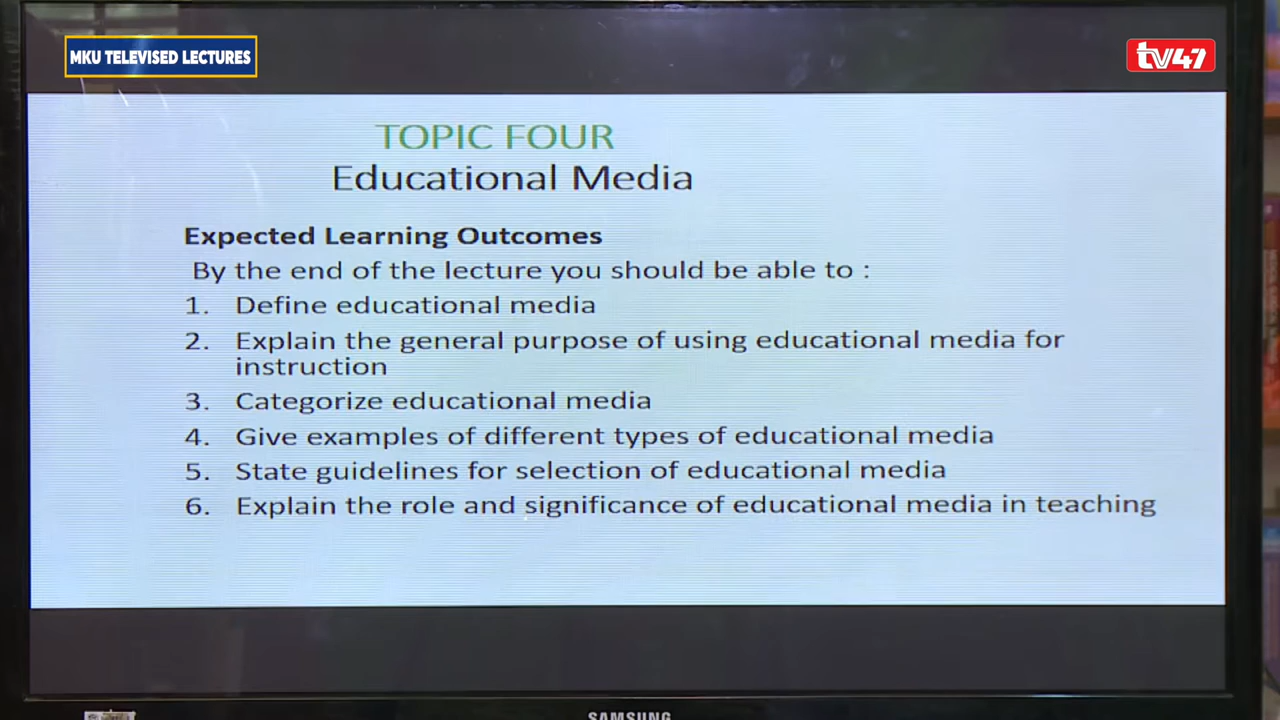 MKU TELEVISED LECTURES
tv47
TOPIC FOUR
Educational Media
Expected Learning Outcomes
By the end of the lecture you should be able to :
1. Define educational media
2. Explain the general purpose of using educational media for
instruction
3. Categorize educational media
4. Give examples of different types of educational media
5. State guidelines for selection of educational media
6. Explain the role and significance of educational media in teaching
SAMSUNG